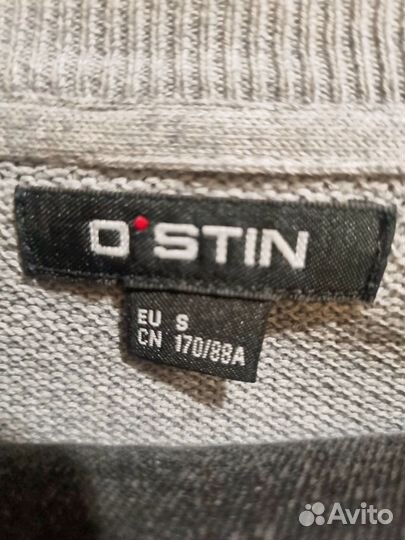 O'STIN
EU S
CN 170/88A
Avito